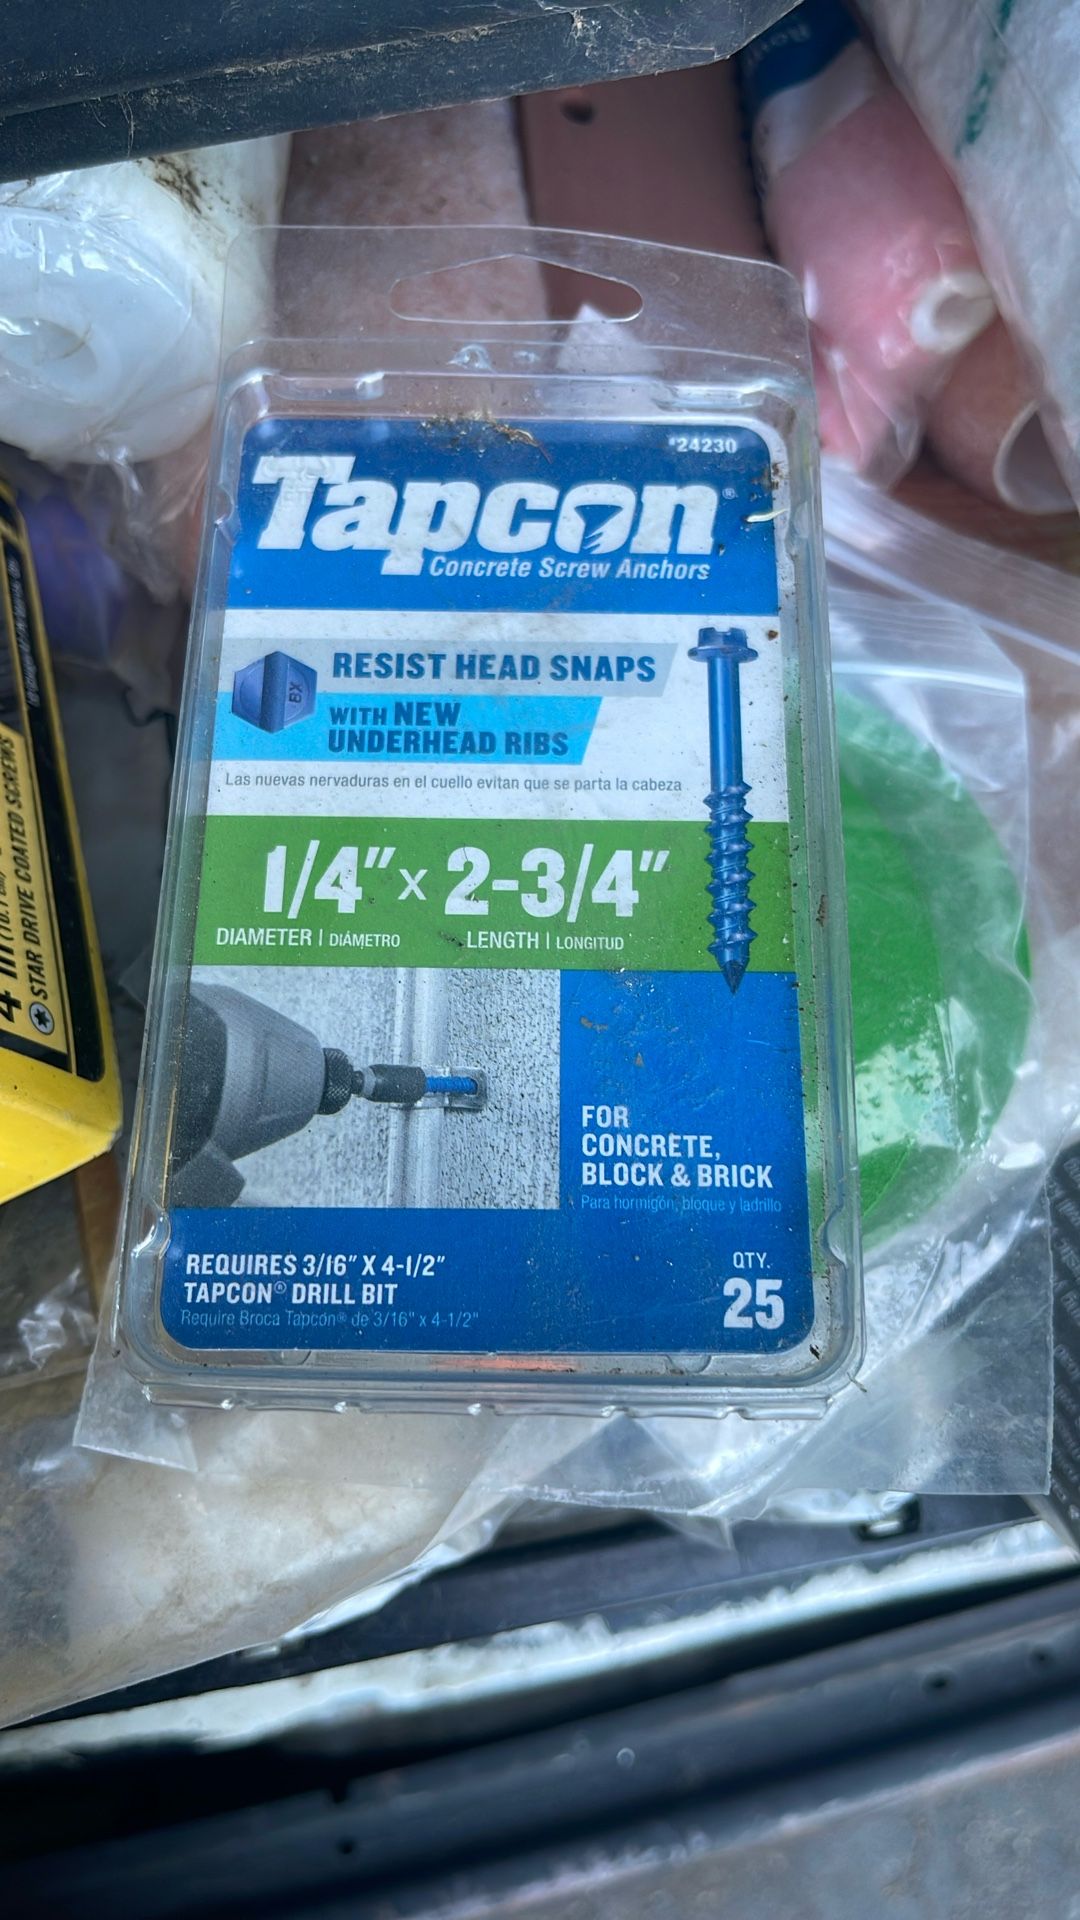 #24230
Tapcon®
Concrete Screw Anchors
BX
RESIST HEAD SNAPS
WITH NEW
UNDERHEAD RIBS
Las nuevas nervaduras en el cuello evitan que se parta la cabeza
1/4" x 2-3/4"
DIAMETER | DIÁMETRO
LENGTH | LONGITUD
FOR
CONCRETE,
BLOCK & BRICK
Para hormigón, bloque y ladrillo
REQUIRES 3/16" X 4-1/2"
TAPCON® DRILL BIT
Require Broca Tapcon® de 3/16" x 4-1/2"
QTY.
25
4 in
STAR DRIVE COATED SCREWS